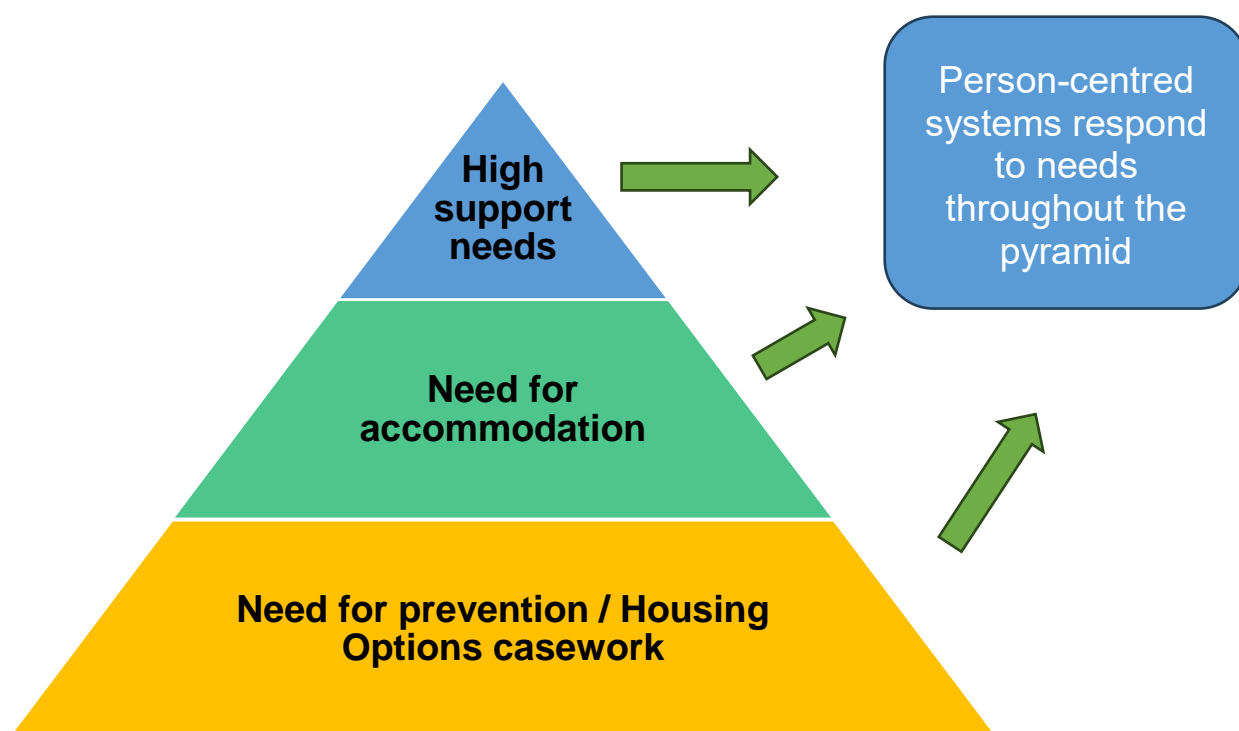 High
support
needs
Person-centred
systems respond
to needs
throughout the
pyramid
Need for
accommodation
Need for prevention / Housing
Options casework